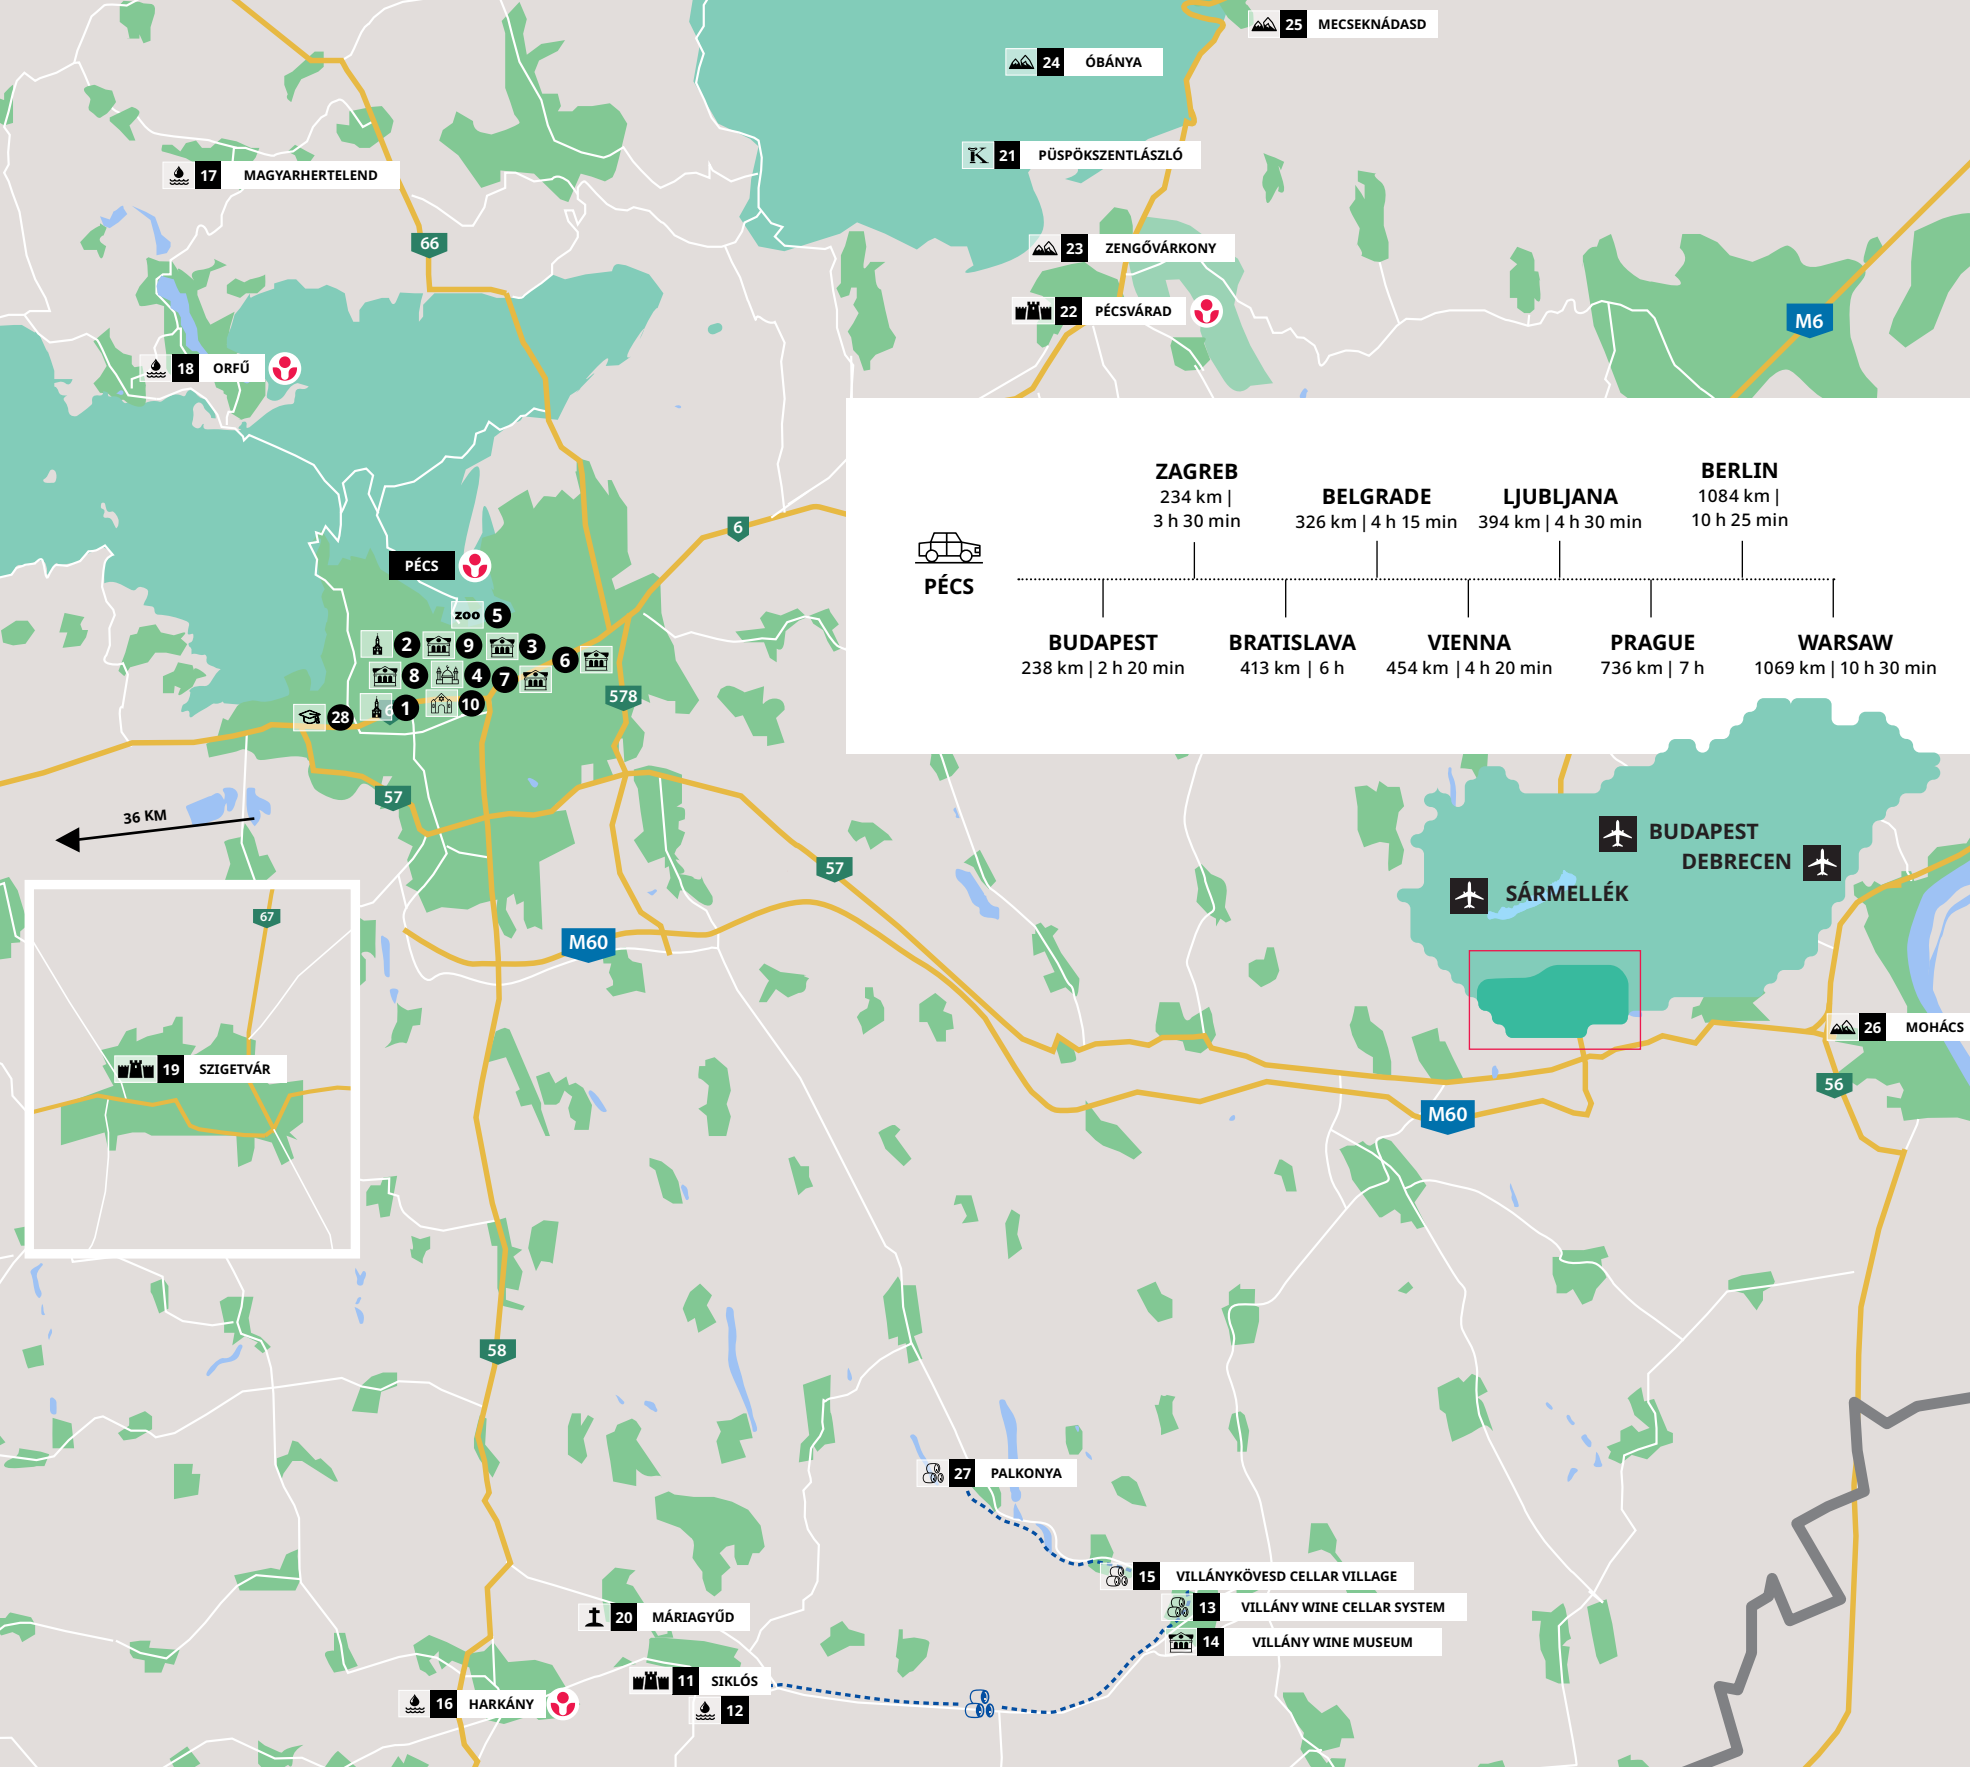 25 MECSEKNÁDASD
24 ÓBÁNYA
21 PÜSPÖKSZENTLÁSZLÓ
17 MAGYARHERTELEND
66
23 ZENGŐVÁRKONY
22 PÉCSVÁRAD
M6
18 ORFŰ
6
PÉCS
ZOO 5
2 9 3
6
8 4 7
1 10
28
578
57
36 KM
PÉCS
ZAGREB
234 km |
3 h 30 min
BELGRADE
326 km | 4 h 15 min
LJUBLJANA
394 km | 4 h 30 min
BERLIN
1084 km |
10 h 25 min
BUDAPEST
238 km | 2 h 20 min
BRATISLAVA
413 km | 6 h
VIENNA
454 km | 4 h 20 min
PRAGUE
736 km | 7 h
WARSAW
1069 km | 10 h 30 min
BUDAPEST
DEBRECEN
SÁRMELLÉK
57
M60
67
19 SZIGETVÁR
26 MOHÁCS
56
M60
58
27 PALKONYA
15 VILLÁNYKÖVESD CELLAR VILLAGE
13 VILLÁNY WINE CELLAR SYSTEM
14 VILLÁNY WINE MUSEUM
20 MÁRIAGYŰD
11 SIKLÓS
12
16 HARKÁNY